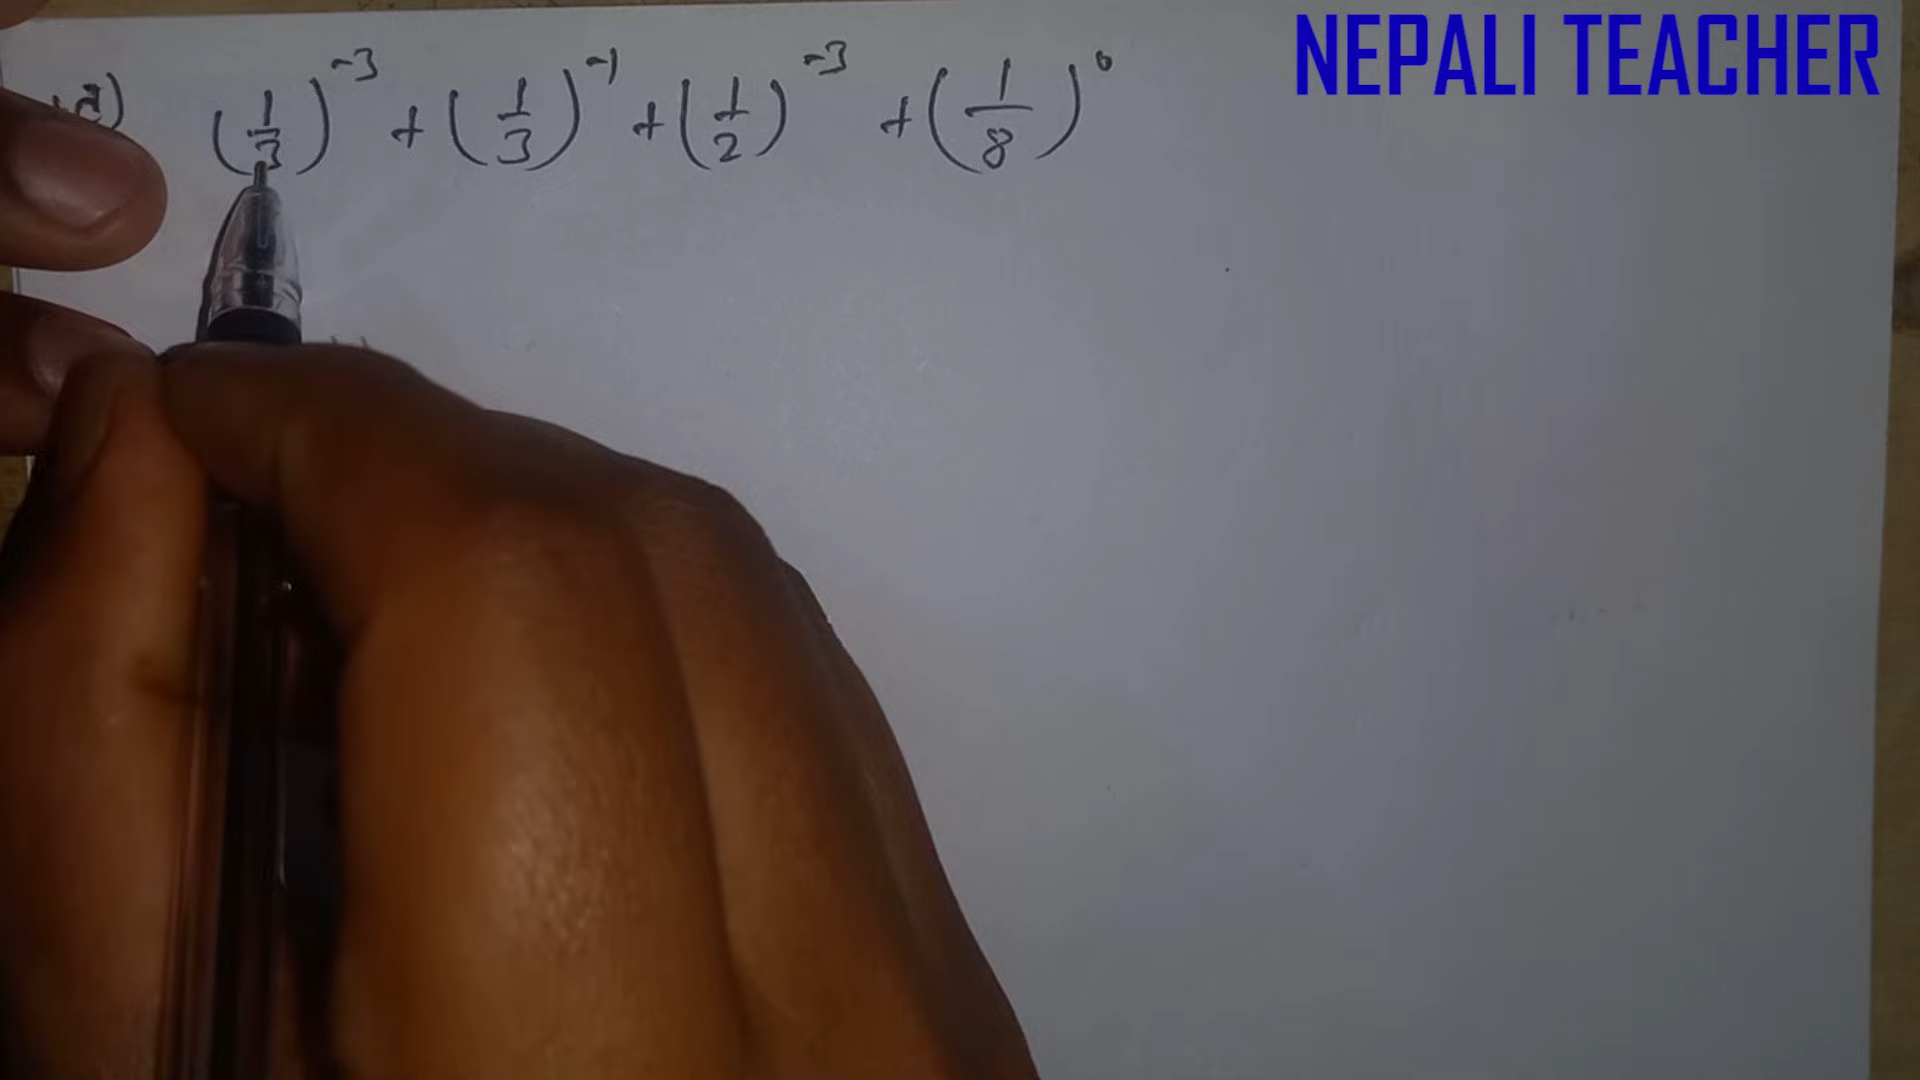 NEPALI TEACHER
a) (1/3)^-3 + (1/3)^-1 + (1/2)^-3 + (1/8)^0